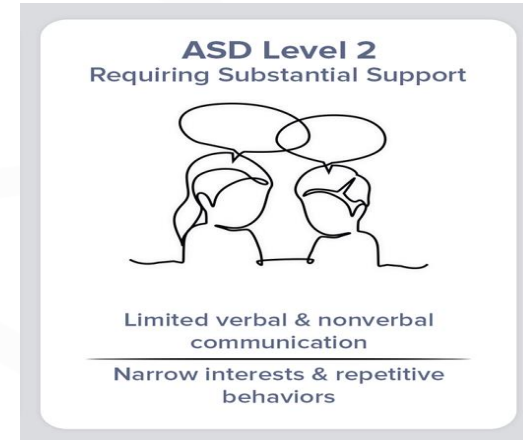 ASD Level 2
Requiring Substantial Support
Limited verbal & nonverbal
communication
Narrow interests & repetitive
behaviors